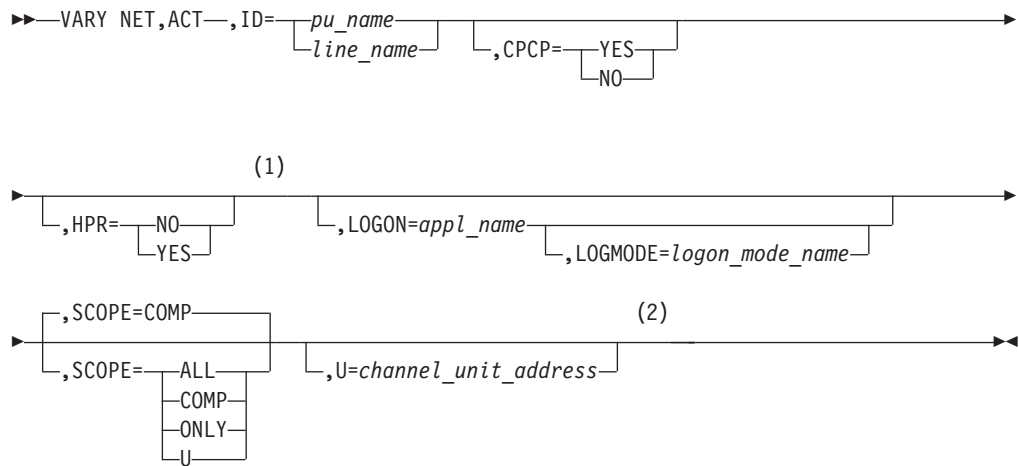 VARY NET,ACT ,ID= pu_name ,CPCP= YES
line_name NO
(1)
,HPR= NO ,LOGON=appl_name ,LOGMODE=logon_mode_name
YES
,SCOPE=COMP (2)
,SCOPE= ALL ,U=channel_unit_address
COMP
ONLY
U